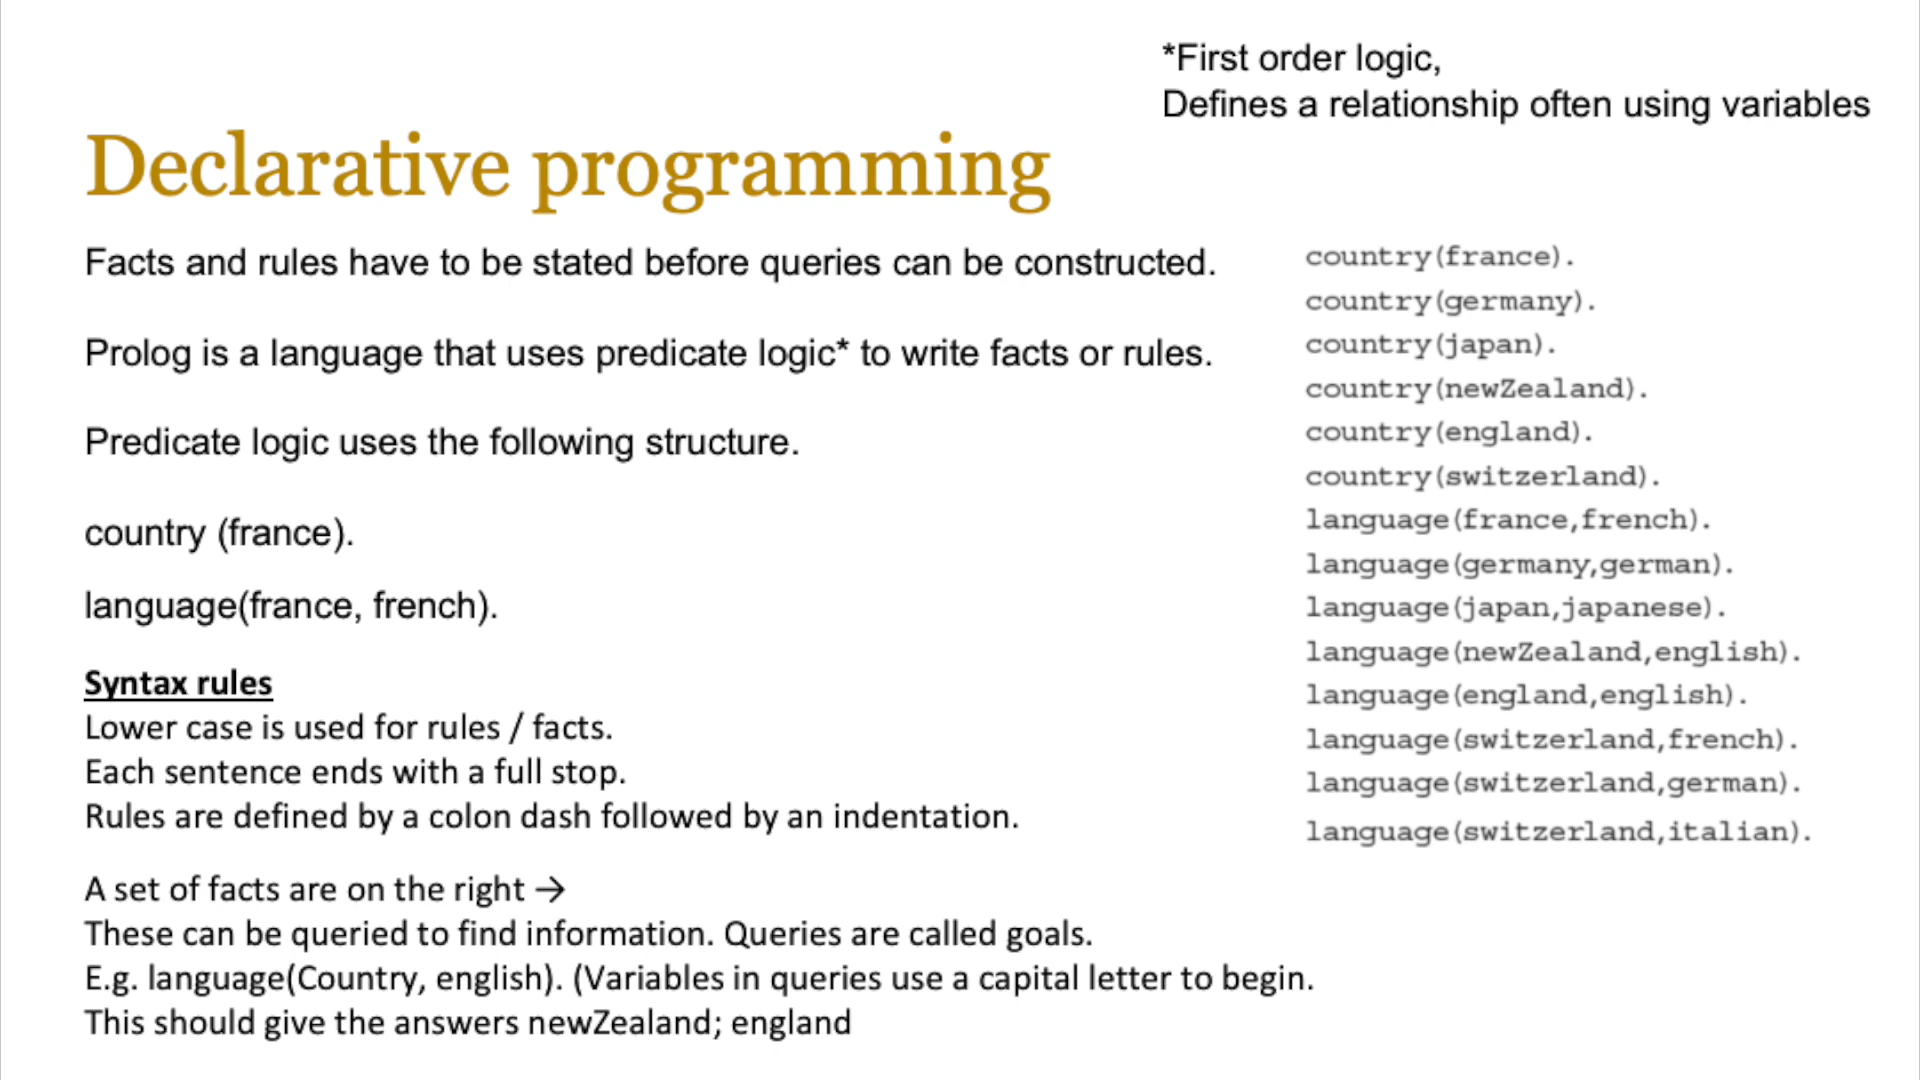 *First order logic,
Defines a relationship often using variables
Declarative programming
Facts and rules have to be stated before queries can be constructed.
Prolog is a language that uses predicate logic* to write facts or rules.
Predicate logic uses the following structure.
country (france).
language(france, french).
Syntax rules
Lower case is used for rules / facts.
Each sentence ends with a full stop.
Rules are defined by a colon dash followed by an indentation.
A set of facts are on the right →
These can be queried to find information. Queries are called goals.
E.g. language(Country, english). (Variables in queries use a capital letter to begin.
This should give the answers newZealand; england
country(france).
country(germany).
country(japan).
country(newZealand).
country(england).
country(switzerland).
language(france,french).
language(germany,german).
language(japan,japanese).
language(newZealand,english).
language(england,english).
language(switzerland,french).
language(switzerland,german).
language(switzerland,italian).